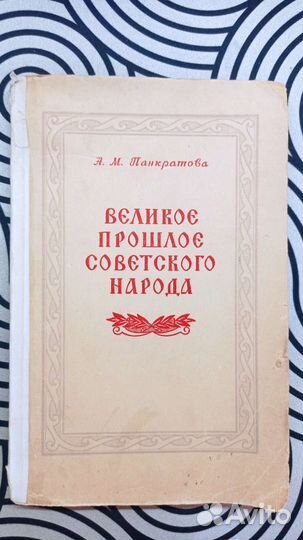 А. М. Панкратова
ВЕЛИКОЕ
ПРОШЛОЕ
СОВЕТСКОГО
НАРОДА
Avito